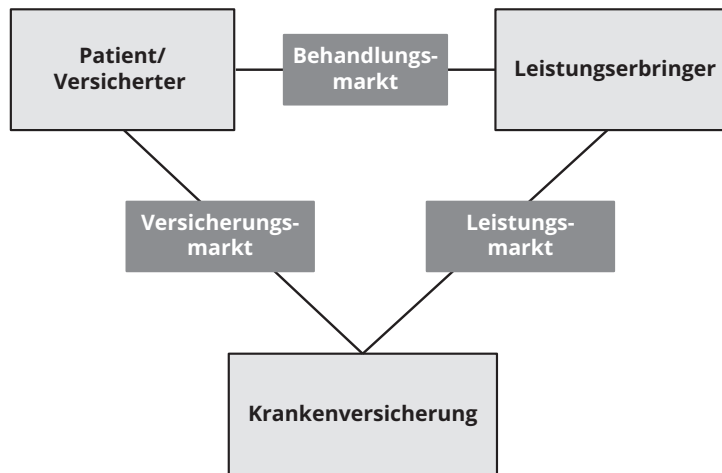 Patient/
Versicherter
Behandlungs-
markt
Leistungserbringer
Versicherungs-
markt
Leistungs-
markt
Krankenversicherung